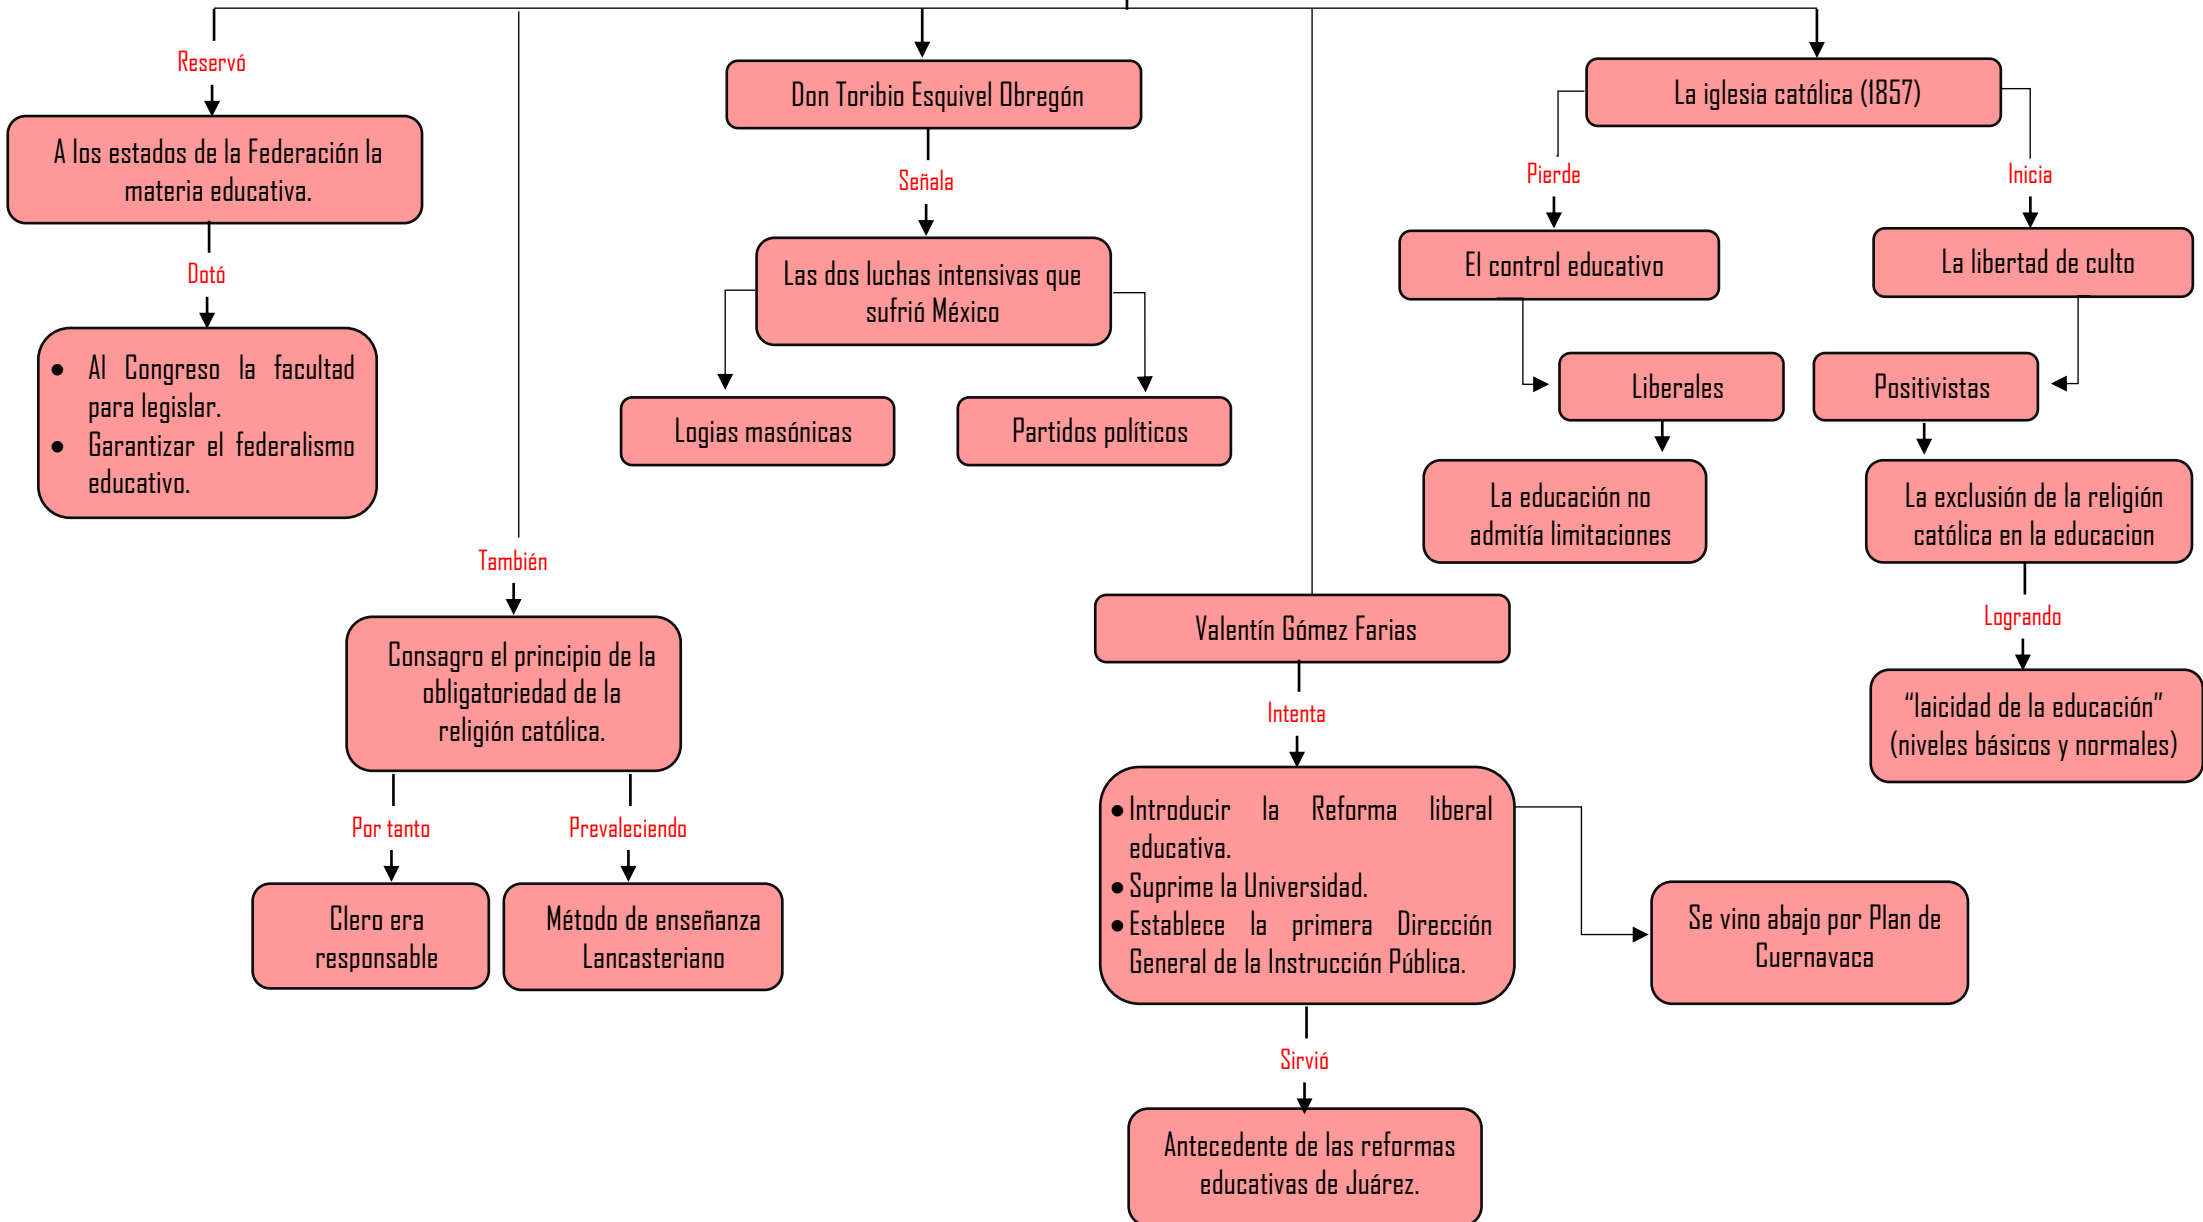 Reservó
A los estados de la Federación la
materia educativa.
Dotó
● Al Congreso la facultad
para legislar.
● Garantizar el federalismo
educativo.
También
Consagro el principio de la
obligatoriedad de la
religión católica.
Por tanto
Clero era
responsable
Prevaleciendo
Método de enseñanza
Lancasteriano
Don Toribio Esquivel Obregón
Señala
Las dos luchas intensivas que
sufrió México
Logias masónicas
Partidos políticos
Valentín Gómez Farias
Intenta
● Introducir la Reforma liberal
educativa.
● Suprime la Universidad.
● Establece la primera Dirección
General de la Instrucción Pública.
Se vino abajo por Plan de
Cuernavaca
Sirvió
Antecedente de las reformas
educativas de Juárez.
La iglesia católica (1857)
Pierde
El control educativo
Liberales
La educación no
admitía limitaciones
Inicia
La libertad de culto
Positivistas
La exclusión de la religión
católica en la educacion
Logrando
“laicidad de la educación”
(niveles básicos y normales)